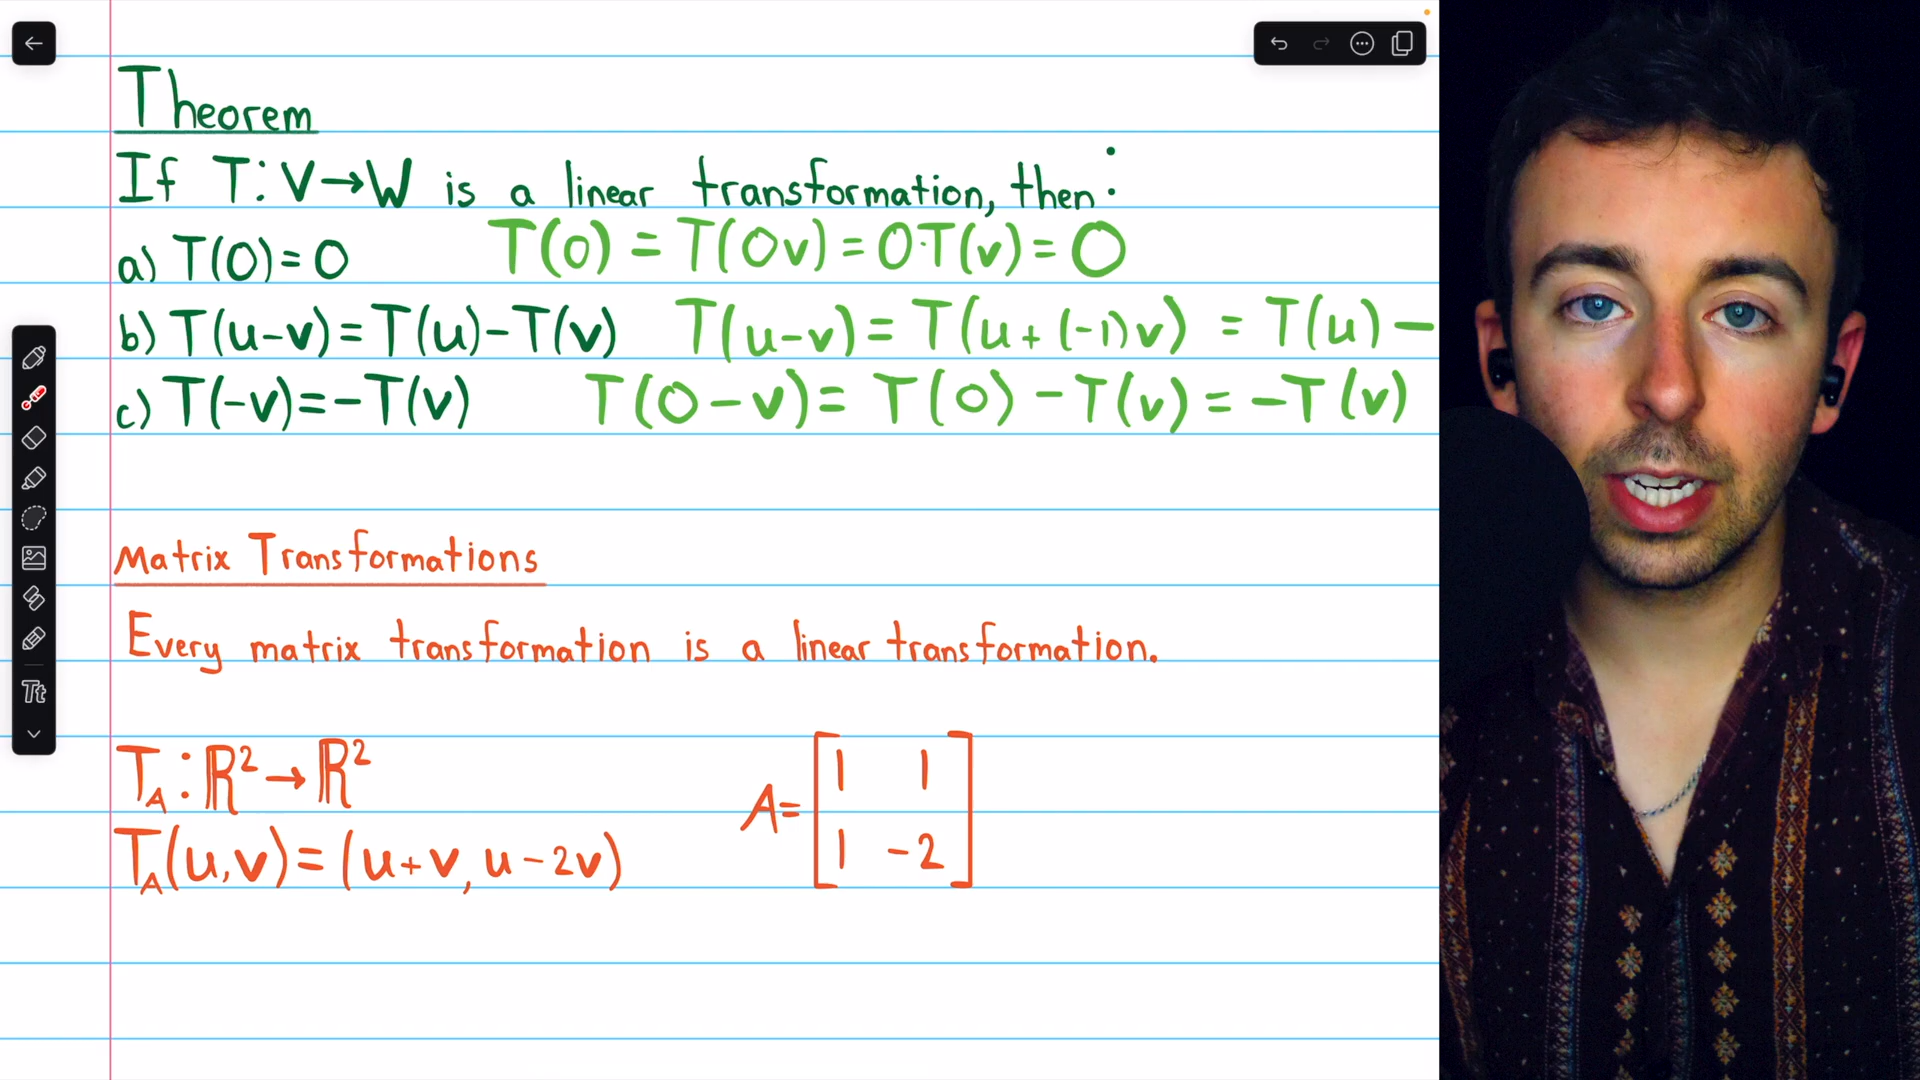 Theorem
If T: V→W is a linear transformation, then:
a) T(0)=0 T(0) = T(0v) = 0·T(v) = 0
b) T(u-v)=T(u)-T(v) T(u-v) = T(u+(-1)v) = T(u) -
c) T(-v)=-T(v) T(0-v) = T(0) - T(v) = -T(v)
Matrix Transformations
Every matrix transformation is a linear transformation.
T_A: ℝ² → ℝ²
T_A(u,v) = (u+v, u-2v)
A= [1 1
1 -2]
Tt